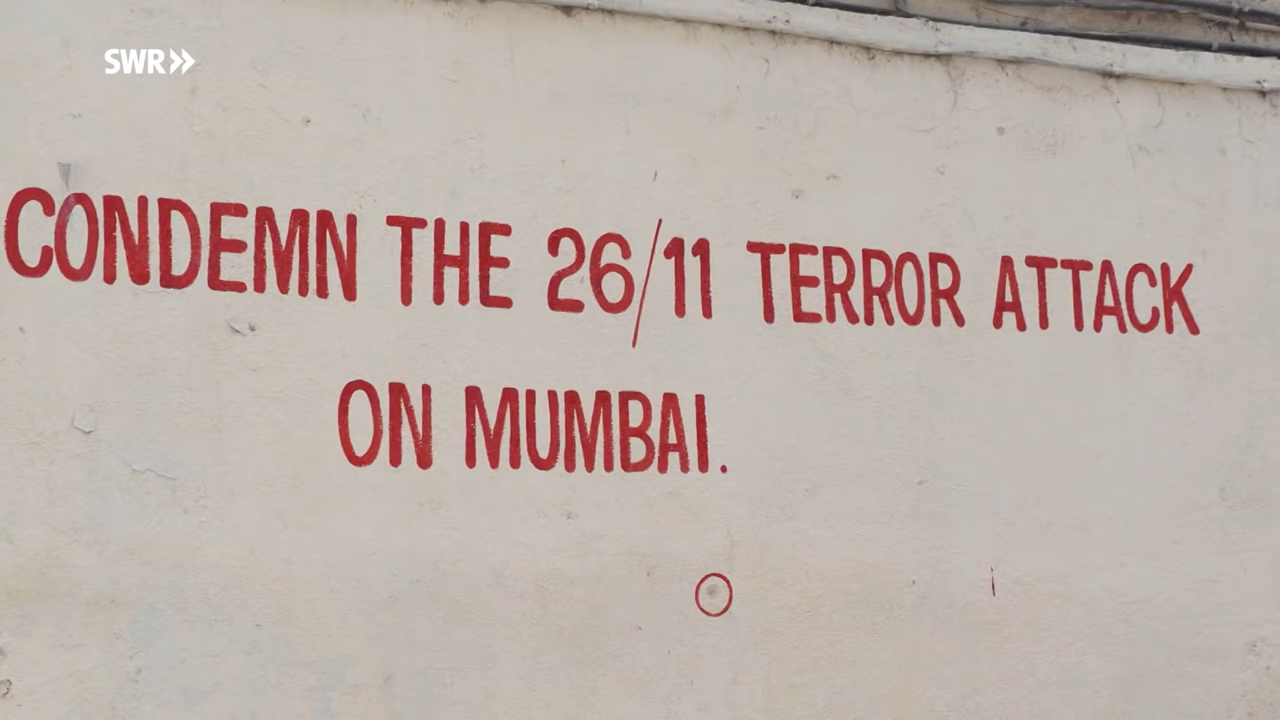 SWR»
CONDEMN THE 26/11 TERROR ATTACK
ON MUMBAI.